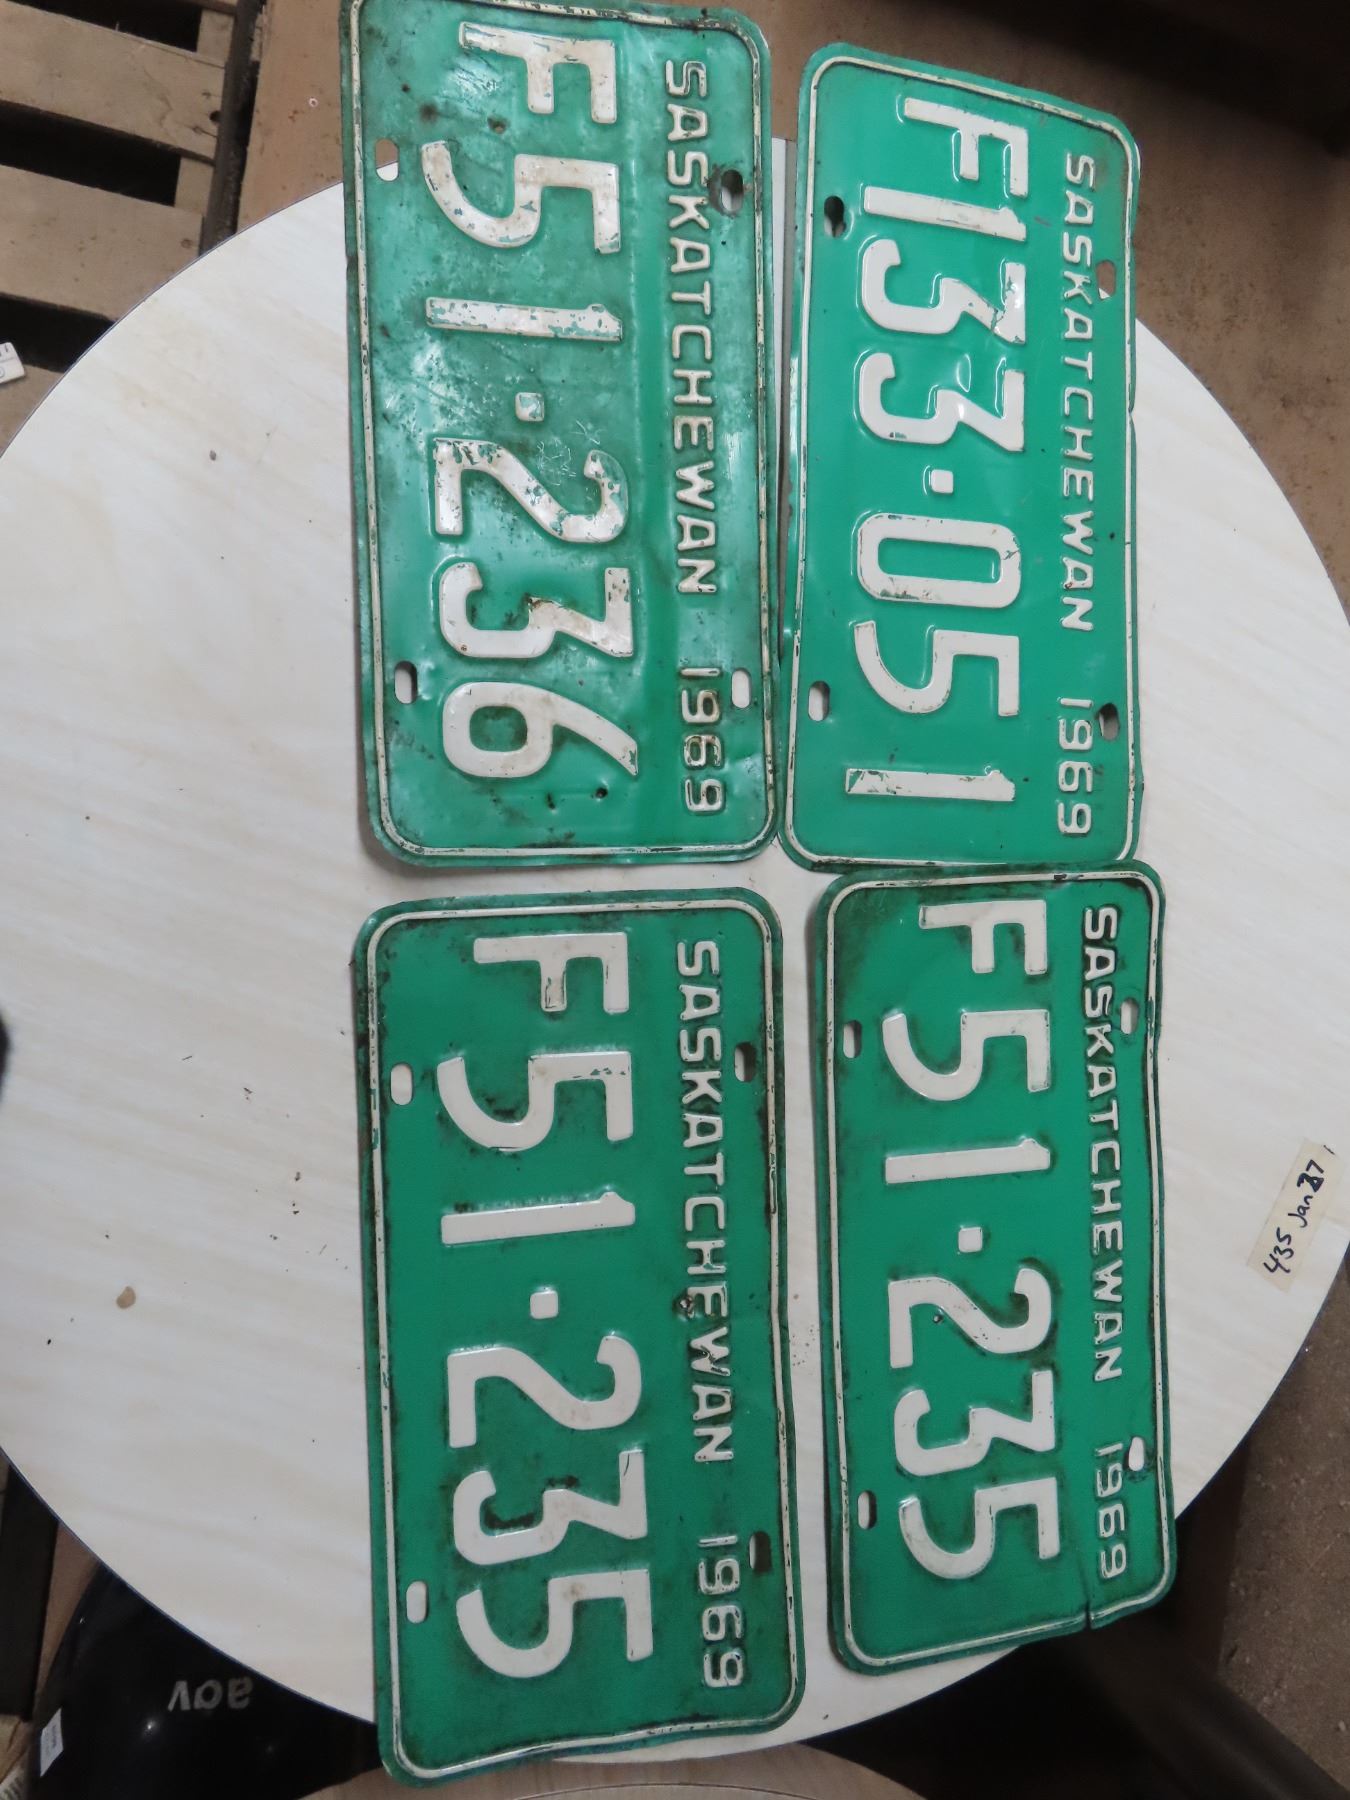 SASKATCHEWAN 1969
F51·236
SASKATCHEWAN 1969
F133·051
SASKATCHEWAN 1969
F51·235
SASKATCHEWAN 1969
F51·235
435 Jan 27